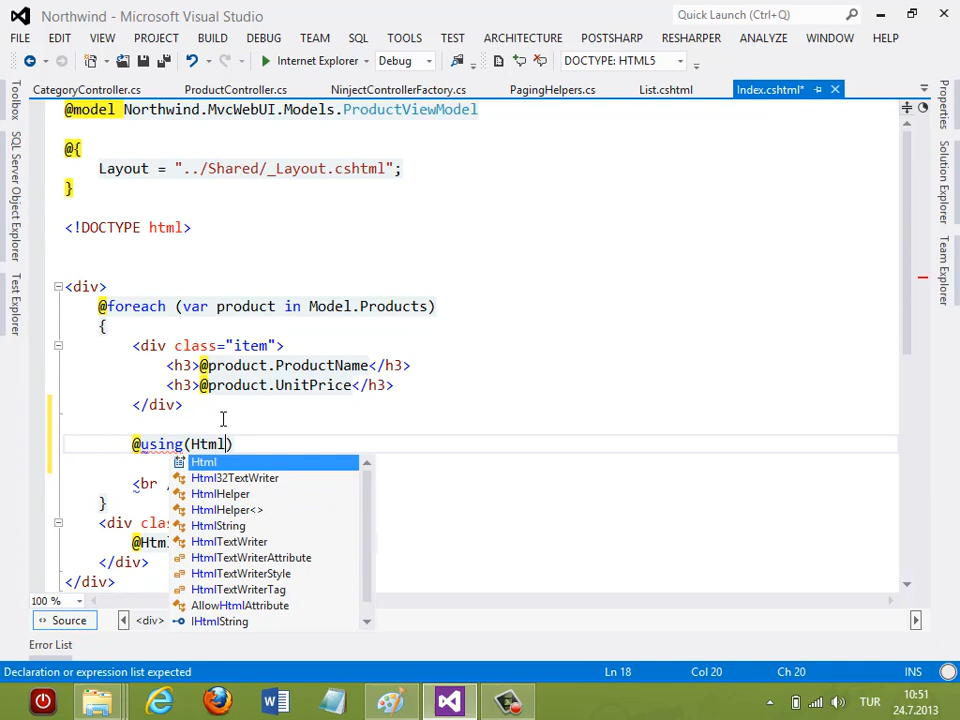 Northwind - Microsoft Visual Studio
Quick Launch (Ctrl+Q)
FILE EDIT VIEW PROJECT BUILD DEBUG TEAM SQL TOOLS TEST ARCHITECTURE POSTSHARP RESHARPER ANALYZE WINDOW HELP
Internet Explorer Debug DOCTYPE: HTML5
CategoryController.cs ProductController.cs NinjectControllerFactory.cs PagingHelpers.cs List.cshtml Index.cshtml*
Toolbox
SQL Server Object Explorer
Test Explorer
Properties
Solution Explorer
Team Explorer
@model Northwind.MvcWebUI.Models.ProductViewModel
@{
Layout = "../Shared/_Layout.cshtml";
}
<!DOCTYPE html>
<div>
@foreach (var product in Model.Products)
{
<div class="item">
<h3>@product.ProductName</h3>
<h3>@product.UnitPrice</h3>
</div>
@using(Html)
Html
Html32TextWriter
<br /
HtmlHelper
}
HtmlHelper<>
<div clas
HtmlString
@Html
HtmlTextWriter
</div>
HtmlTextWriterAttribute
HtmlTextWriterStyle
</div>
HtmlTextWriterTag
AllowHtmlAttribute
IHtmlString
100 %
Source <div>
Error List
Declaration or expression list expected Ln 18 Col 20 Ch 20 INS
TUR
10:51
24.7.2013